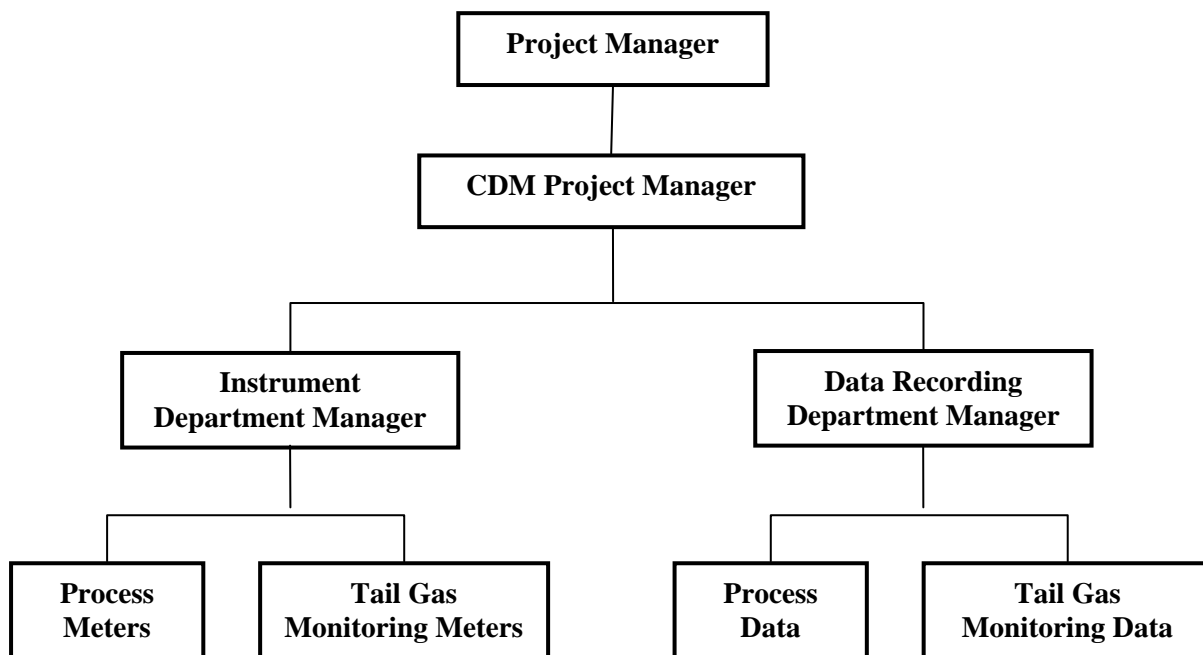 Project Manager
CDM Project Manager
Instrument
Department Manager
Data Recording
Department Manager
Process
Meters
Tail Gas
Monitoring Meters
Process
Data
Tail Gas
Monitoring Data